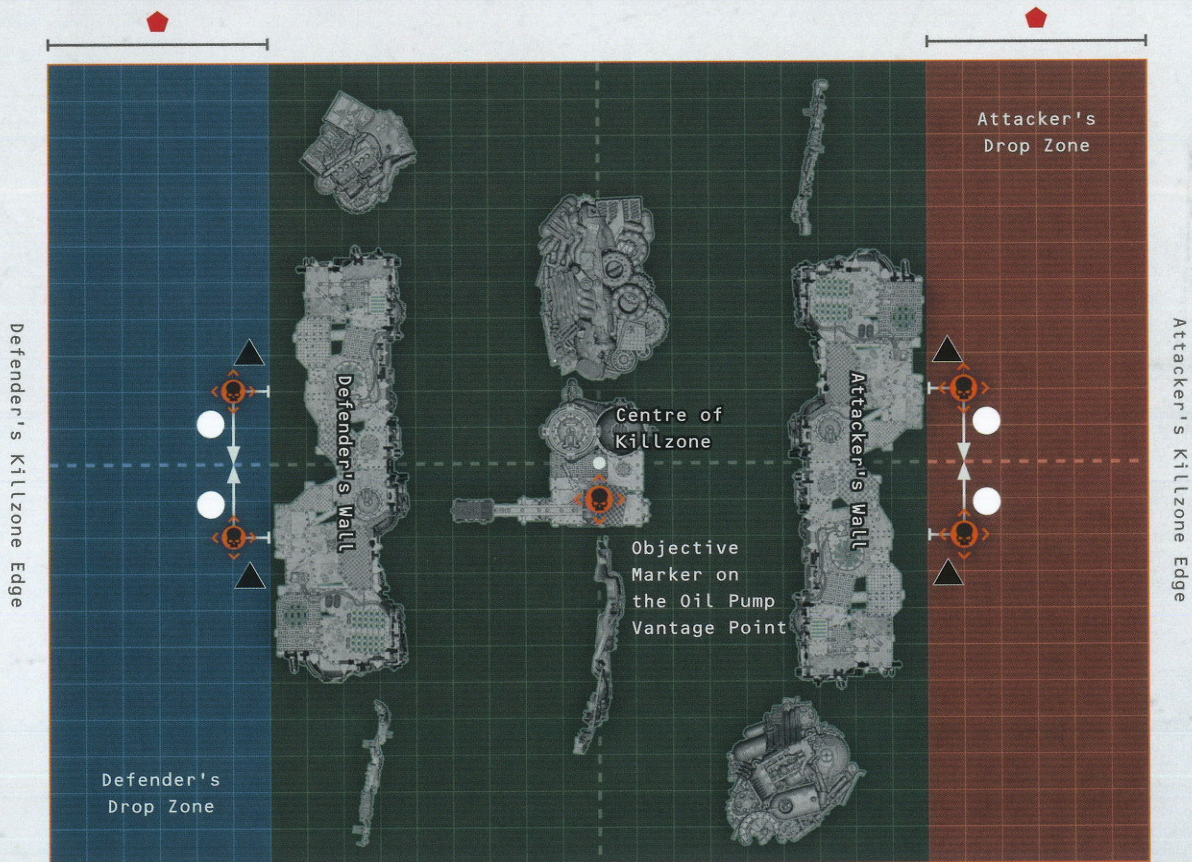 Attacker's
Drop Zone
Defender's Killzone Edge
Defender's Wall
Centre of
Killzone
Attacker's Wall
Attacker's Killzone Edge
Objective
Marker on
the Oil Pump
Vantage Point
Defender's
Drop Zone